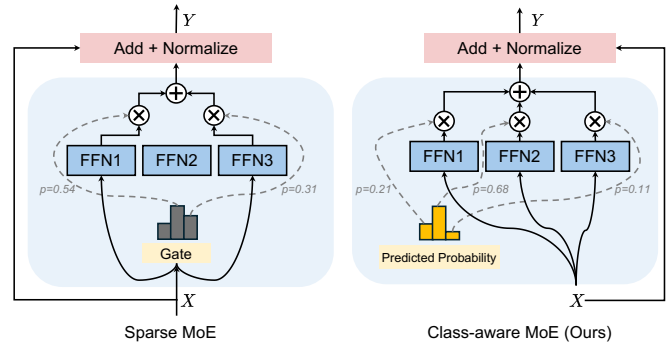 Y
Add + Normalize
FFN1 FFN2 FFN3
p=0.54
p=0.31
Gate
X
Sparse MoE
Y
Add + Normalize
FFN1 FFN2 FFN3
p=0.21
p=0.68
p=0.11
Predicted Probability
X
Class-aware MoE (Ours)